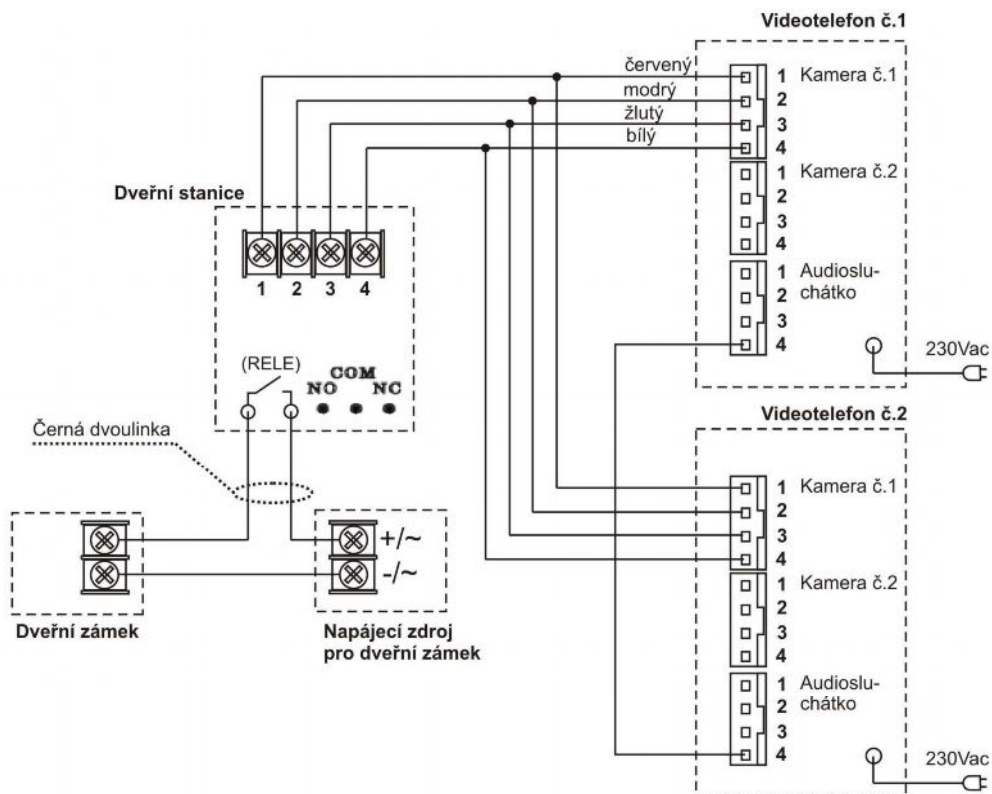 Videotelefon č.1
červený
modrý
žlutý
bílý
1 Kamera č.1
2
3
4
1 Kamera č.2
2
3
4
1 Audioslu-
2 chátko
3
4
230Vac
Dveřní stanice
1 2 3 4
(RELE)
NO COM NC
Černá dvoulinka
+/~
-/~
Dveřní zámek
Napájecí zdroj
pro dveřní zámek
Videotelefon č.2
1 Kamera č.1
2
3
4
1 Kamera č.2
2
3
4
1 Audioslu-
2 chátko
3
4
230Vac